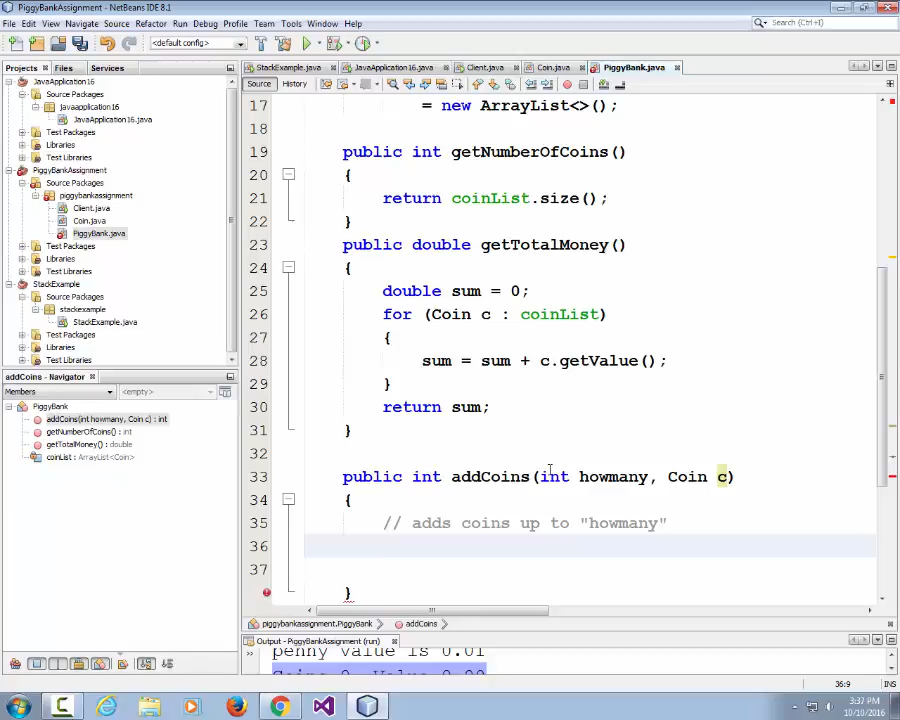 PiggyBankAssignment - NetBeans IDE 8.1
File Edit View Navigate Source Refactor Run Debug Profile Team Tools Window Help
<default config>
Search (Ctrl+I)
Projects Files Services
StackExample.java JavaApplication16.java Client.java Coin.java PiggyBank.java
Source History
JavaApplication16
Source Packages
javaapplication16
JavaApplication16.java
Test Packages
Libraries
Test Libraries
PiggyBankAssignment
Source Packages
piggybankassignment
Client.java
Coin.java
PiggyBank.java
Test Packages
Libraries
Test Libraries
StackExample
Source Packages
stackexample
StackExample.java
Test Packages
Libraries
Test Libraries
addCoins - Navigator
Members <empty>
PiggyBank
addCoins(int howmany, Coin c) : int
getNumberOfCoins() : int
getTotalMoney() : double
coinList : ArrayList<Coin>
17 = new ArrayList<>();
18
19 public int getNumberOfCoins()
20 {
21 return coinList.size();
22 }
23 public double getTotalMoney()
24 {
25 double sum = 0;
26 for (Coin c : coinList)
27 {
28 sum = sum + c.getValue();
29 }
30 return sum;
31 }
32
33 public int addCoins(int howmany, Coin c)
34 {
35 // adds coins up to "howmany"
36
37
}
piggybankassignment.PiggyBank addCoins
Output - PiggyBankAssignment (run)
penny value is 0.01
36:9 INS
3:37 PM
10/10/2016